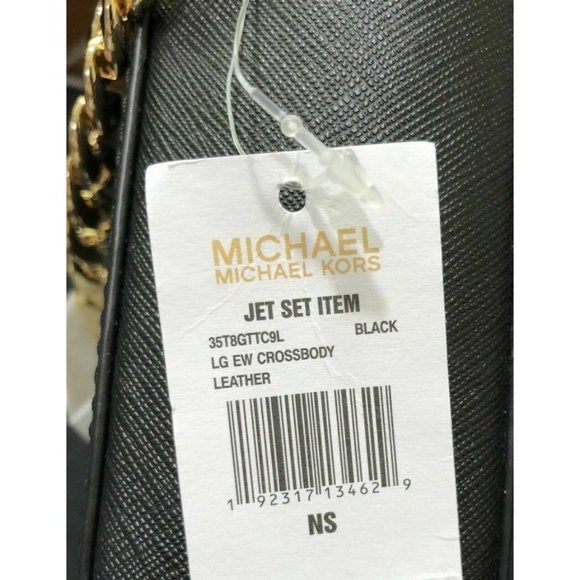 MICHAEL
MICHAEL KORS
JET SET ITEM
35T8GTTC9L BLACK
LG EW CROSSBODY
LEATHER
1 92317 13462 9
NS